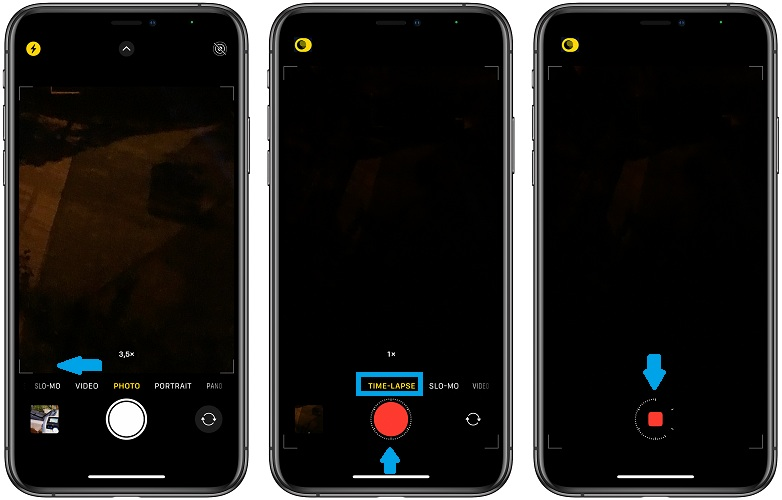 3,5×
SLO-MO VIDEO PHOTO PORTRAIT PANO
1×
TIME-LAPSE SLO-MO VIDEO